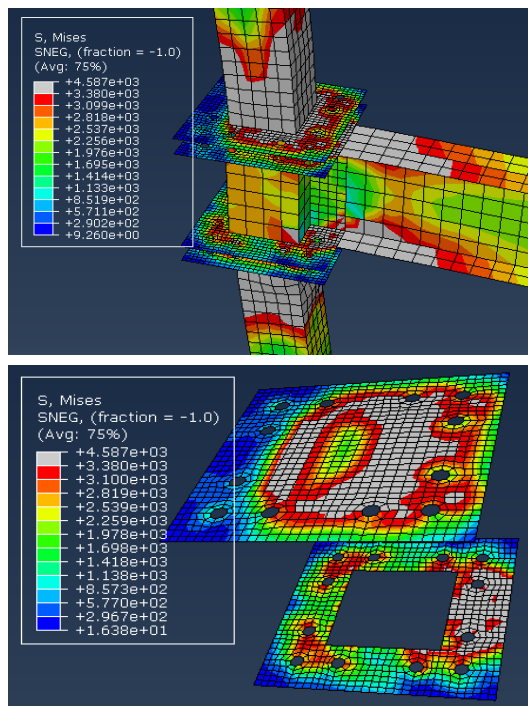 S, Mises
SNEG, (fraction = -1.0)
(Avg: 75%)
+4.587e+03
+3.380e+03
+3.099e+03
+2.818e+03
+2.537e+03
+2.256e+03
+1.976e+03
+1.695e+03
+1.414e+03
+1.133e+03
+8.519e+02
+5.711e+02
+2.902e+02
+9.260e+00
S, Mises
SNEG, (fraction = -1.0)
(Avg: 75%)
+4.587e+03
+3.380e+03
+3.100e+03
+2.819e+03
+2.539e+03
+2.259e+03
+1.978e+03
+1.698e+03
+1.418e+03
+1.138e+03
+8.573e+02
+5.770e+02
+2.967e+02
+1.638e+01